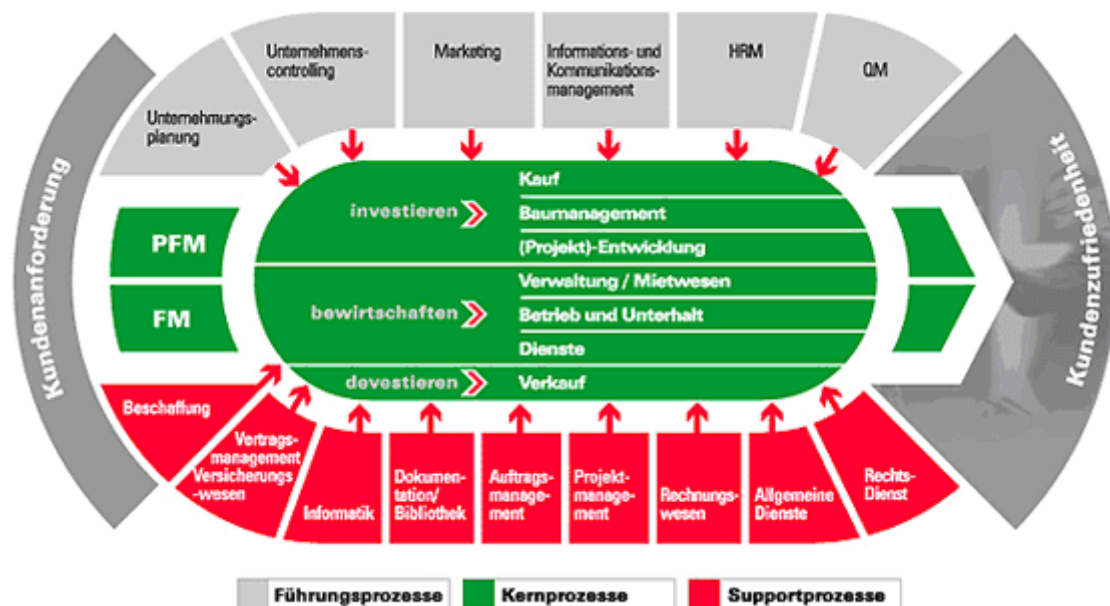 Kundenanforderung
Unternehmungs-
planung
Unternehmens-
controlling
Marketing
Informations- und
Kommunikations-
management
HRM
QM
Kundenzufriedenheit
PFM
FM
investieren
Kauf
Baumanagement
(Projekt)-Entwicklung
bewirtschaften
Verwaltung / Mietwesen
Betrieb und Unterhalt
Dienste
devestieren
Verkauf
Beschaffung
Vertrags-
management
Versicherungs
-wesen
Informatik
Dokumen-
tation/
Bibliothek
Auftrags-
manage-
ment
Projekt-
manage-
ment
Rechnungs-
wesen
Allgemeine
Dienste
Rechts-
Dienst
Führungsprozesse
Kernprozesse
Supportprozesse